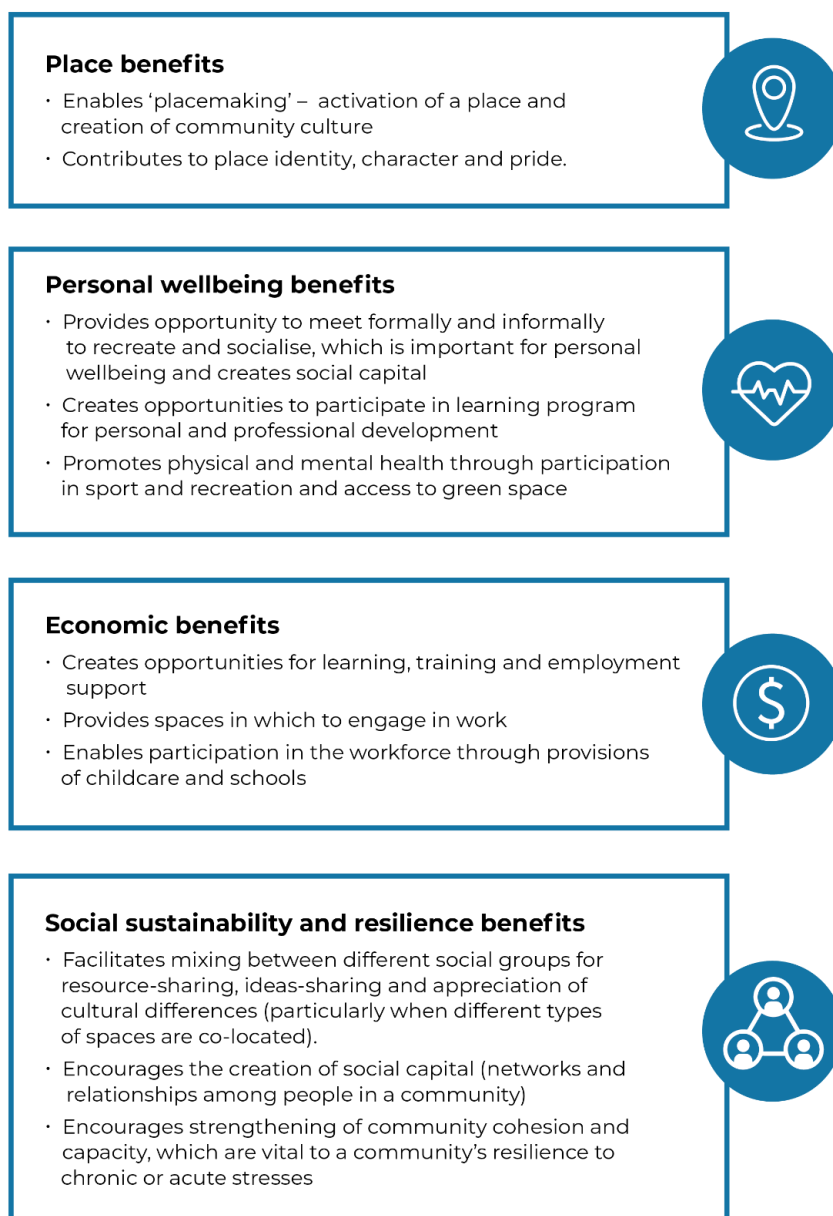 Place benefits
· Enables ‘placemaking’ –  activation of a place and
creation of community culture
· Contributes to place identity, character and pride.
Personal wellbeing benefits
· Provides opportunity to meet formally and informally
to recreate and socialise, which is important for personal
wellbeing and creates social capital
· Creates opportunities to participate in learning program
for personal and professional development
· Promotes physical and mental health through participation
in sport and recreation and access to green space
Economic benefits
· Creates opportunities for learning, training and employment
support
· Provides spaces in which to engage in work
· Enables participation in the workforce through provisions
of childcare and schools
$
Social sustainability and resilience benefits
· Facilitates mixing between different social groups for
resource-sharing, ideas-sharing and appreciation of
cultural differences (particularly when different types
of spaces are co-located).
· Encourages the creation of social capital (networks and
relationships among people in a community)
· Encourages strengthening of community cohesion and
capacity, which are vital to a community’s resilience to
chronic or acute stresses